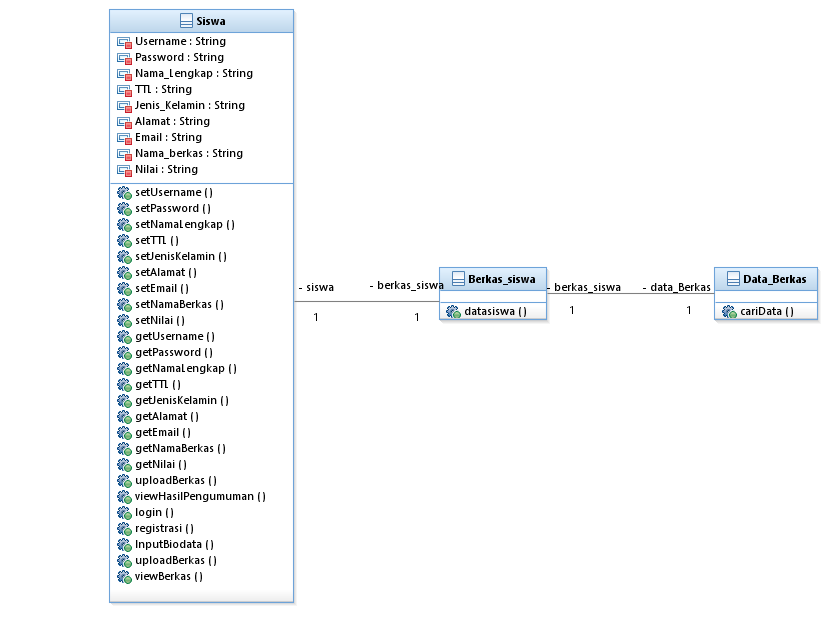 Siswa
Username : String
Password : String
Nama_Lengkap : String
TTL : String
Jenis_Kelamin : String
Alamat : String
Email : String
Nama_berkas : String
Nilai : String
setUsername ( )
setPassword ( )
setNamaLengkap ( )
setTTL ( )
setJenisKelamin ( )
setAlamat ( )
setEmail ( )
setNamaBerkas ( )
setNilai ( )
getUsername ( )
getPassword ( )
getNamaLengkap ( )
getTTL ( )
getJenisKelamin ( )
getAlamat ( )
getEmail ( )
getNamaBerkas ( )
getNilai ( )
uploadBerkas ( )
viewHasilPengumuman ( )
login ( )
registrasi ( )
InputBiodata ( )
uploadBerkas ( )
viewBerkas ( )
- siswa
1
- berkas_siswa
1
Berkas_siswa
datasiswa ( )
- berkas_siswa
1
- data_Berkas
1
Data_Berkas
cariData ( )